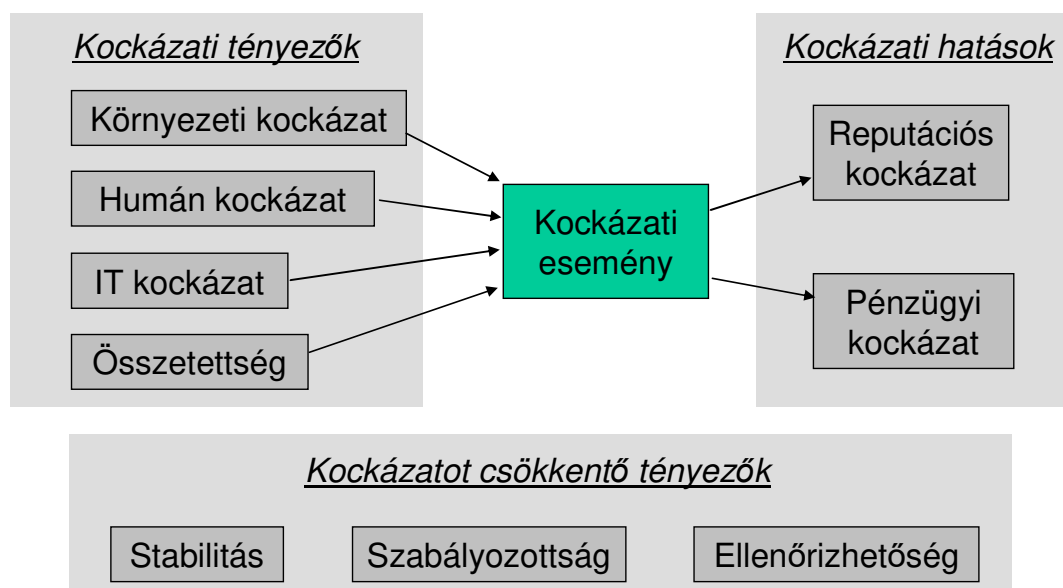 Kockázati tényezők
Környezeti kockázat
Humán kockázat
IT kockázat
Összetettség
Kockázati
esemény
Kockázati hatások
Reputációs
kockázat
Pénzügyi
kockázat
Kockázatot csökkentő tényezők
Stabilitás
Szabályozottság
Ellenőrizhetőség